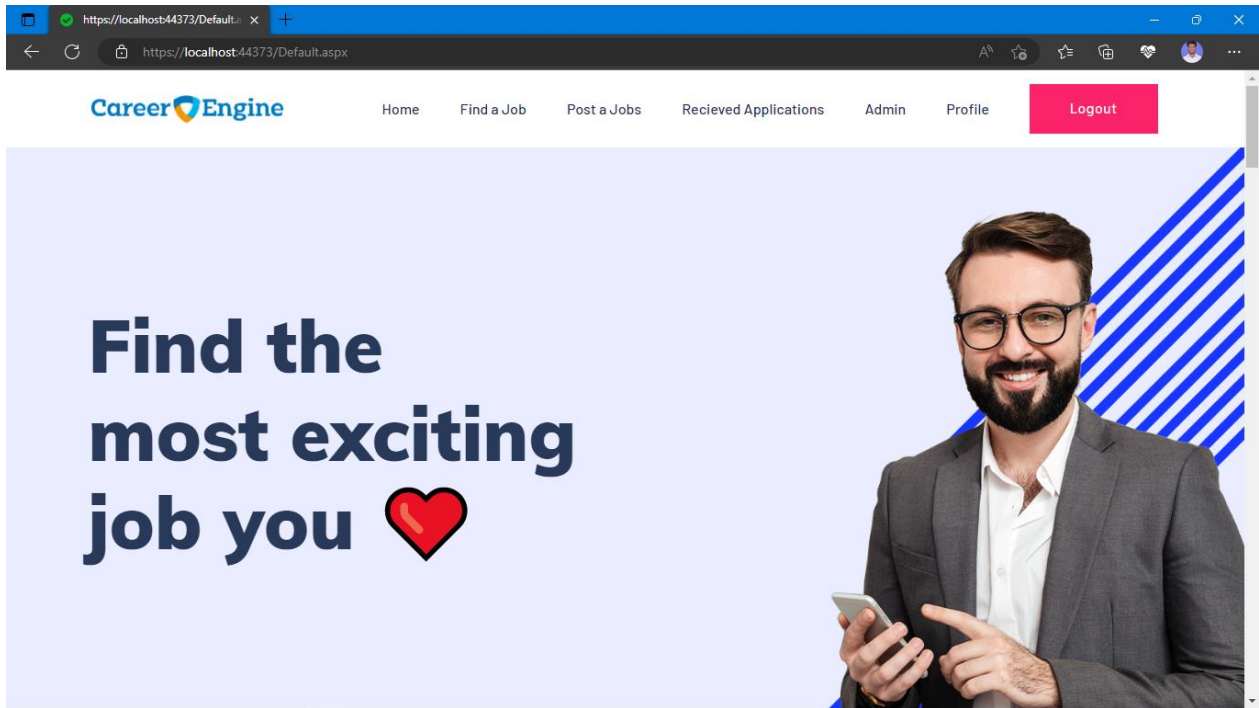 https://localhost:44373/Default.a
https://localhost:44373/Default.aspx
Career Engine
Home
Find a Job
Post a Jobs
Recieved Applications
Admin
Profile
Logout
Find the
most exciting
job you